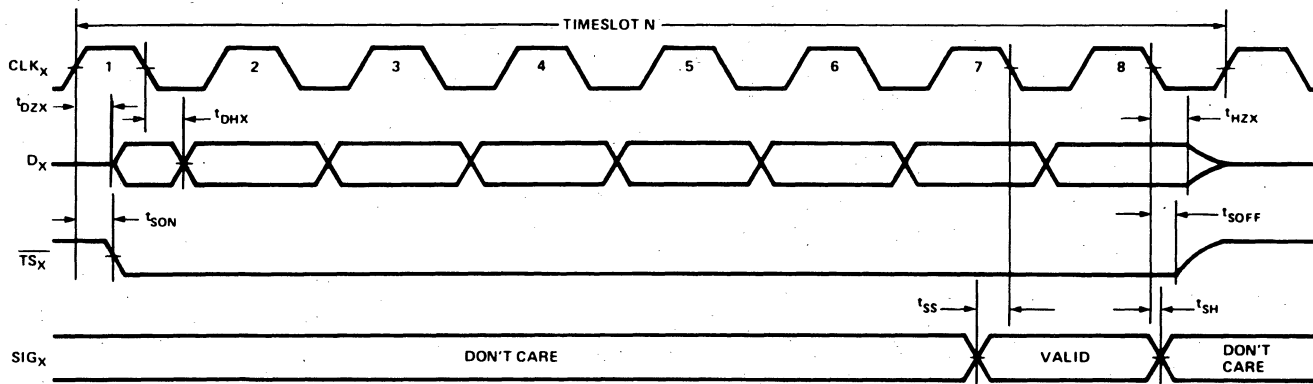 TIMESLOT N
CLKX
1 2 3 4 5 6 7 8
tDZX
tDHX
tHZX
DX
tSON
tSOFF
TSX
tSS
tSH
SIGX
DON'T CARE
VALID
DON'T
CARE